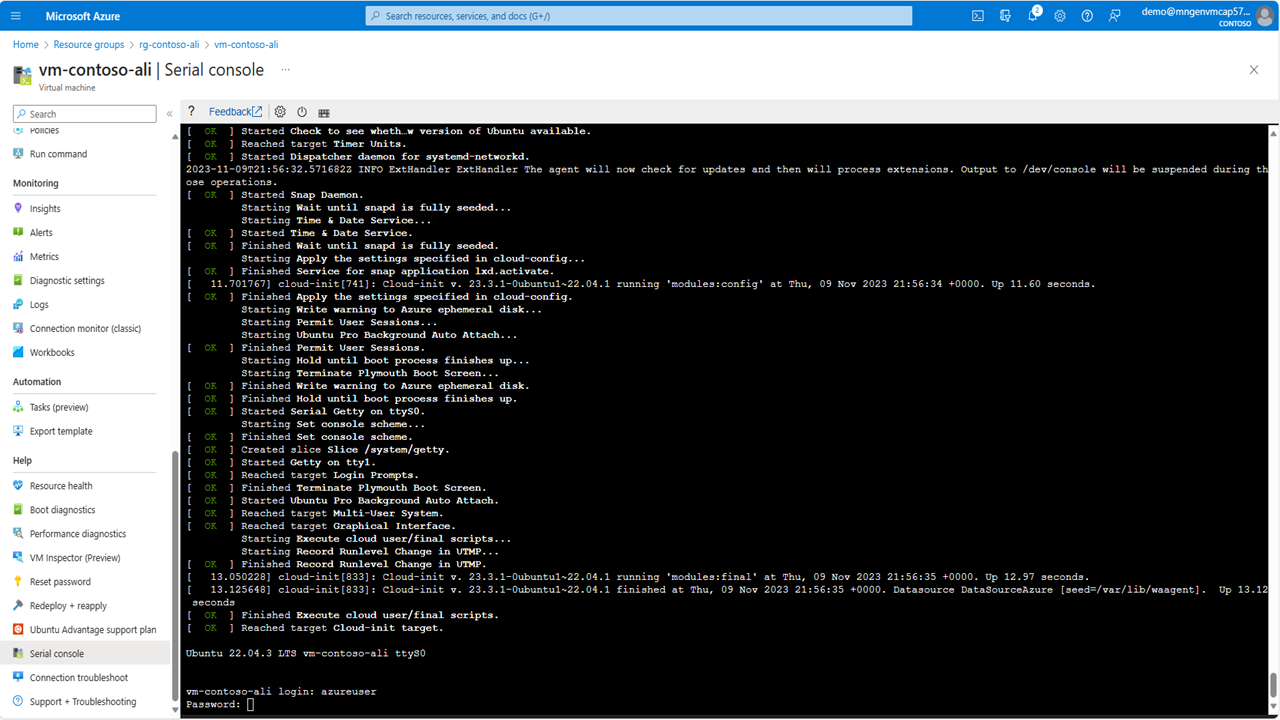 Microsoft Azure
Search resources, services, and docs (G+/)
2
demo@mngenvmcap57...
CONTOSO
Home > Resource groups > rg-contoso-ali > vm-contoso-ali
vm-contoso-ali | Serial console ...
Virtual machine
Search
«
Policies
Run command
Monitoring
Insights
Alerts
Metrics
Diagnostic settings
Logs
Connection monitor (classic)
Workbooks
Automation
Tasks (preview)
Export template
Help
Resource health
Boot diagnostics
Performance diagnostics
VM Inspector (Preview)
Reset password
Redeploy + reapply
Ubuntu Advantage support plan
Serial console
Connection troubleshoot
Support + Troubleshooting
? Feedback
[  OK  ] Started Check to see wheth…w version of Ubuntu available.
[  OK  ] Reached target Timer Units.
[  OK  ] Started Dispatcher daemon for systemd-networkd.
2023-11-09T21:56:32.571682Z INFO ExtHandler ExtHandler The agent will now check for updates and then will process extensions. Output to /dev/console will be suspended during th
ose operations.
[  OK  ] Started Snap Daemon.
Starting Wait until snapd is fully seeded...
Starting Time & Date Service...
[  OK  ] Started Time & Date Service.
[  OK  ] Finished Wait until snapd is fully seeded.
Starting Apply the settings specified in cloud-config...
[  OK  ] Finished Service for snap application lxd.activate.
[   11.701767] cloud-init[741]: Cloud-init v. 23.3.1-0ubuntu1~22.04.1 running 'modules:config' at Thu, 09 Nov 2023 21:56:34 +0000. Up 11.60 seconds.
[  OK  ] Finished Apply the settings specified in cloud-config.
Starting Write warning to Azure ephemeral disk...
Starting Permit User Sessions...
Starting Ubuntu Pro Background Auto Attach...
[  OK  ] Finished Permit User Sessions.
Starting Hold until boot process finishes up...
Starting Terminate Plymouth Boot Screen...
[  OK  ] Finished Write warning to Azure ephemeral disk.
[  OK  ] Finished Hold until boot process finishes up.
[  OK  ] Started Serial Getty on ttyS0.
Starting Set console scheme...
[  OK  ] Finished Set console scheme.
[  OK  ] Created slice Slice /system/getty.
[  OK  ] Started Getty on tty1.
[  OK  ] Reached target Login Prompts.
[  OK  ] Finished Terminate Plymouth Boot Screen.
[  OK  ] Started Ubuntu Pro Background Auto Attach.
[  OK  ] Reached target Multi-User System.
[  OK  ] Reached target Graphical Interface.
Starting Execute cloud user/final scripts...
Starting Record Runlevel Change in UTMP...
[  OK  ] Finished Record Runlevel Change in UTMP.
[   13.050228] cloud-init[833]: Cloud-init v. 23.3.1-0ubuntu1~22.04.1 running 'modules:final' at Thu, 09 Nov 2023 21:56:35 +0000. Up 12.97 seconds.
[   13.125648] cloud-init[833]: Cloud-init v. 23.3.1-0ubuntu1~22.04.1 finished at Thu, 09 Nov 2023 21:56:35 +0000. Datasource DataSourceAzure [seed=/var/lib/waagent].  Up 13.12
seconds
[  OK  ] Finished Execute cloud user/final scripts.
[  OK  ] Reached target Cloud-init target.
Ubuntu 22.04.3 LTS vm-contoso-ali ttyS0
vm-contoso-ali login: azureuser
Password: